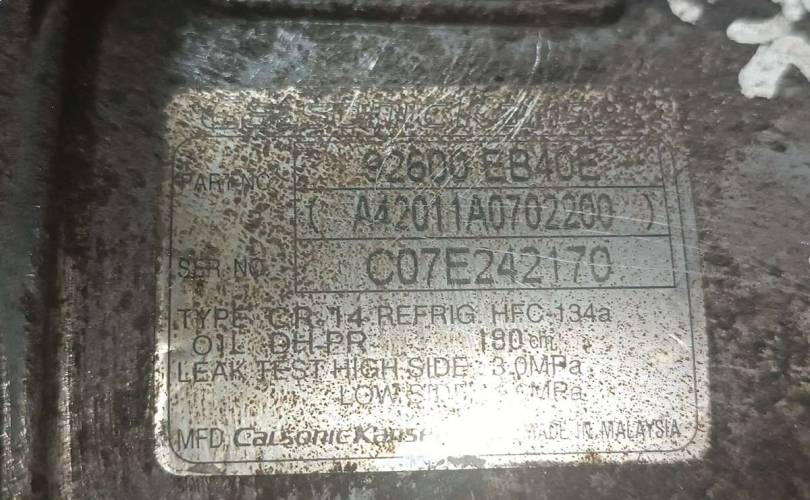 PART NO. 92600 EB40E
( A42011A0702200 )
SER. NO. C07E242170
TYPE CR-14 REFRIG HFC-134a
OIL DH-PR 180 cm
LEAK TEST HIGH SIDE 3.0MPa
LOW MPa
MFD. CalsonicKansei MADE IN MALAYSIA